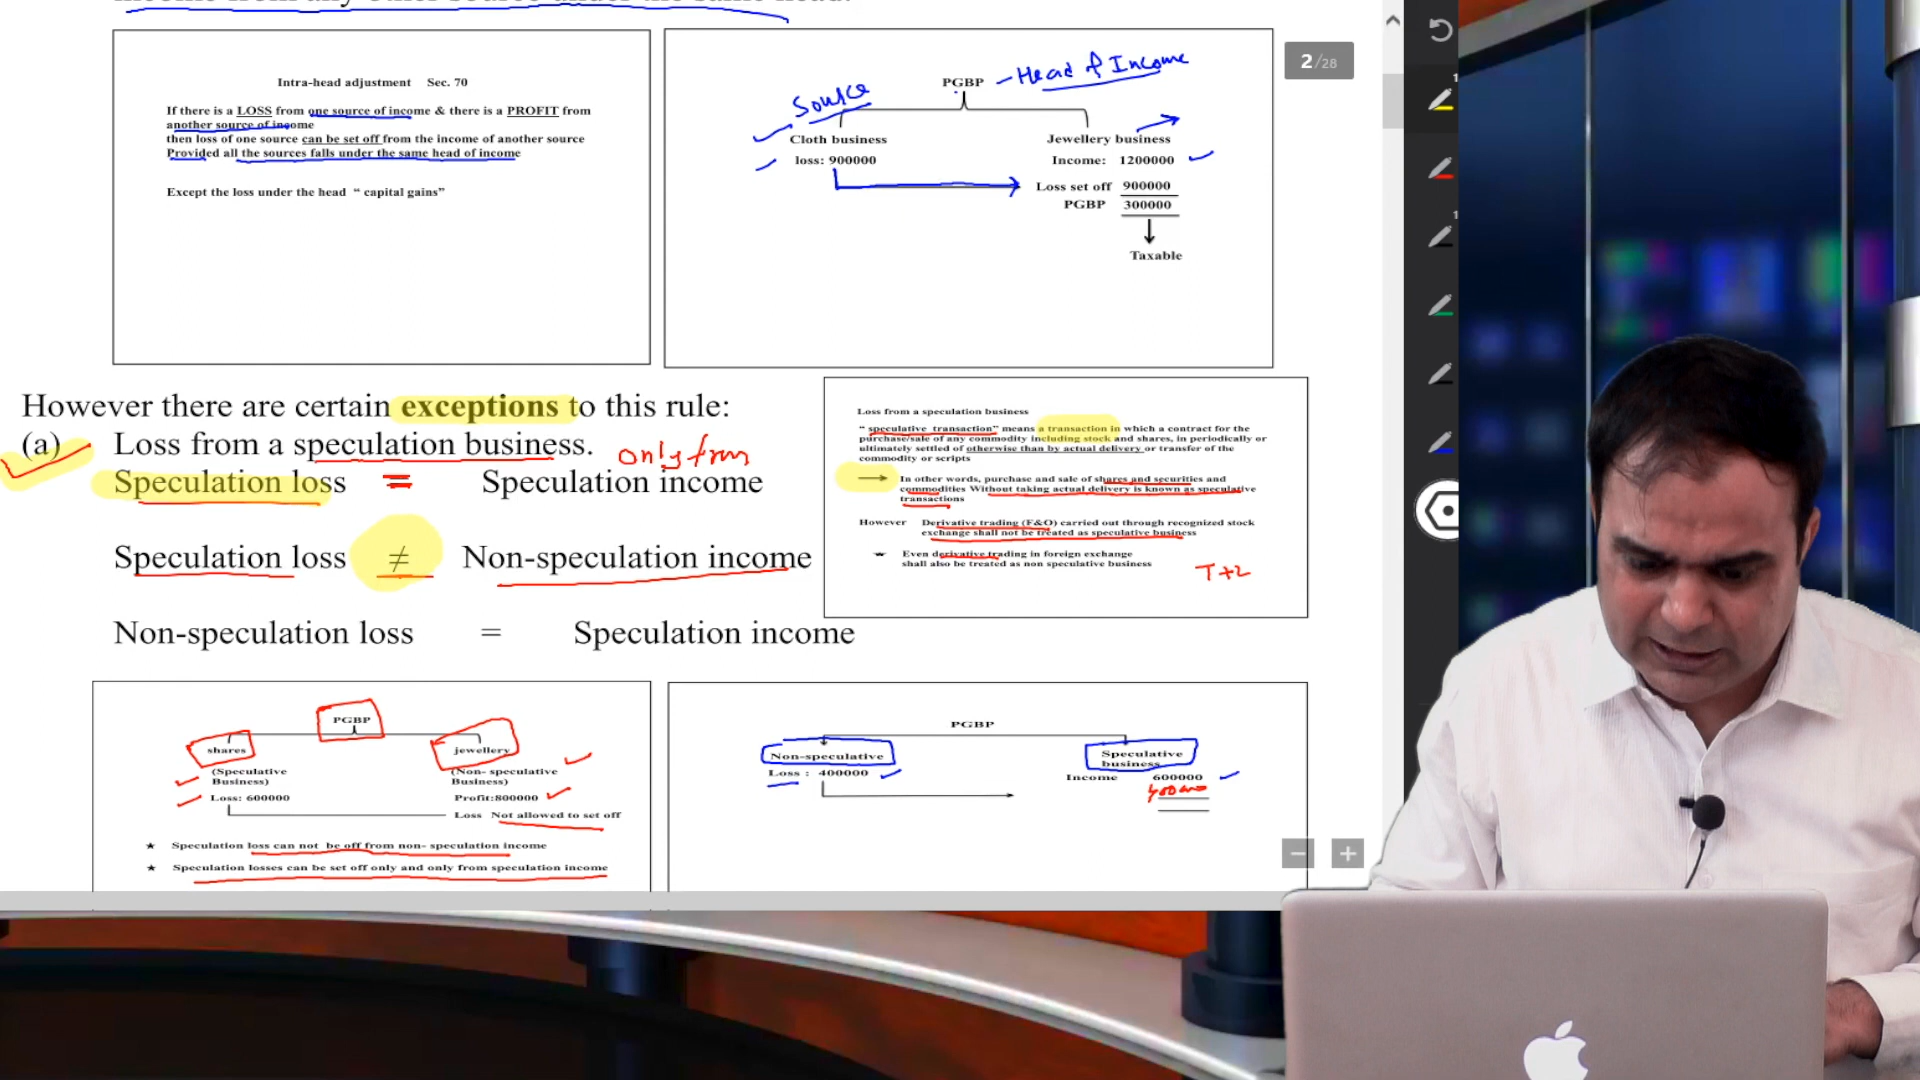 income from any other source under the same head.
Intra-head adjustment Sec. 70
If there is a LOSS from one source of income & there is a PROFIT from
another source of income
then loss of one source can be set off from the income of another source
Provided all the sources falls under the same head of income
Except the loss under the head “ capital gains”
PGBP
Head of Income
Source
Cloth business
loss: 900000
Jewellery business
Income: 1200000
Loss set off 900000
PGBP 300000
Taxable
2/28
However there are certain exceptions to this rule:
(a) Loss from a speculation business.
only from
Speculation loss = Speculation income
Speculation loss ≠ Non-speculation income
Non-speculation loss = Speculation income
Loss from a speculation business
“ speculative transaction” means a transaction in which a contract for the
purchase/sale of any commodity including stock and shares, in periodically or
ultimately settled of otherwise than by actual delivery or transfer of the
commodity or scripts
In other words, purchase and sale of shares and securities and
commodities Without taking actual delivery is known as speculative
transactions
However Derivative trading (F&O) carried out through recognized stock
exchange shall not be treated as speculative business
Even derivative trading in foreign exchange
shall also be treated as non speculative business
T+2
PGBP
shares
(Speculative
Business)
Loss: 600000
jewellery
(Non- speculative
Business)
Profit:800000
Loss Not allowed to set off
★ Speculation loss can not be off from non- speculation income
★ Speculation losses can be set off only and only from speculation income
PGBP
Non-speculative
Loss : 400000
Speculative
business
Income 600000
400000